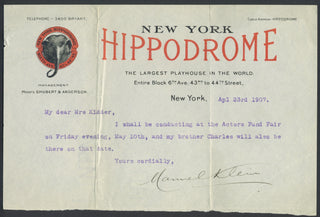 TELEPHONE - 3400 BRYANT.
Cable Address HIPPODROME
NEW YORK
HIPPODROME
THE LARGEST PLAYHOUSE IN THE WORLD.
Entire Block 6TH Ave. 43RD to 44TH Street,
MANAGEMENT
Messrs SHUBERT & ANDERSON.
New York, Apl 23rd 1907.
My dear Mrs Kidder,
I shall be conducting at the Actors Fund Fair
on Friday evening, May 10th, and my brother Charles will also be
there on that date.
Yours cordially,
Manuel Klein